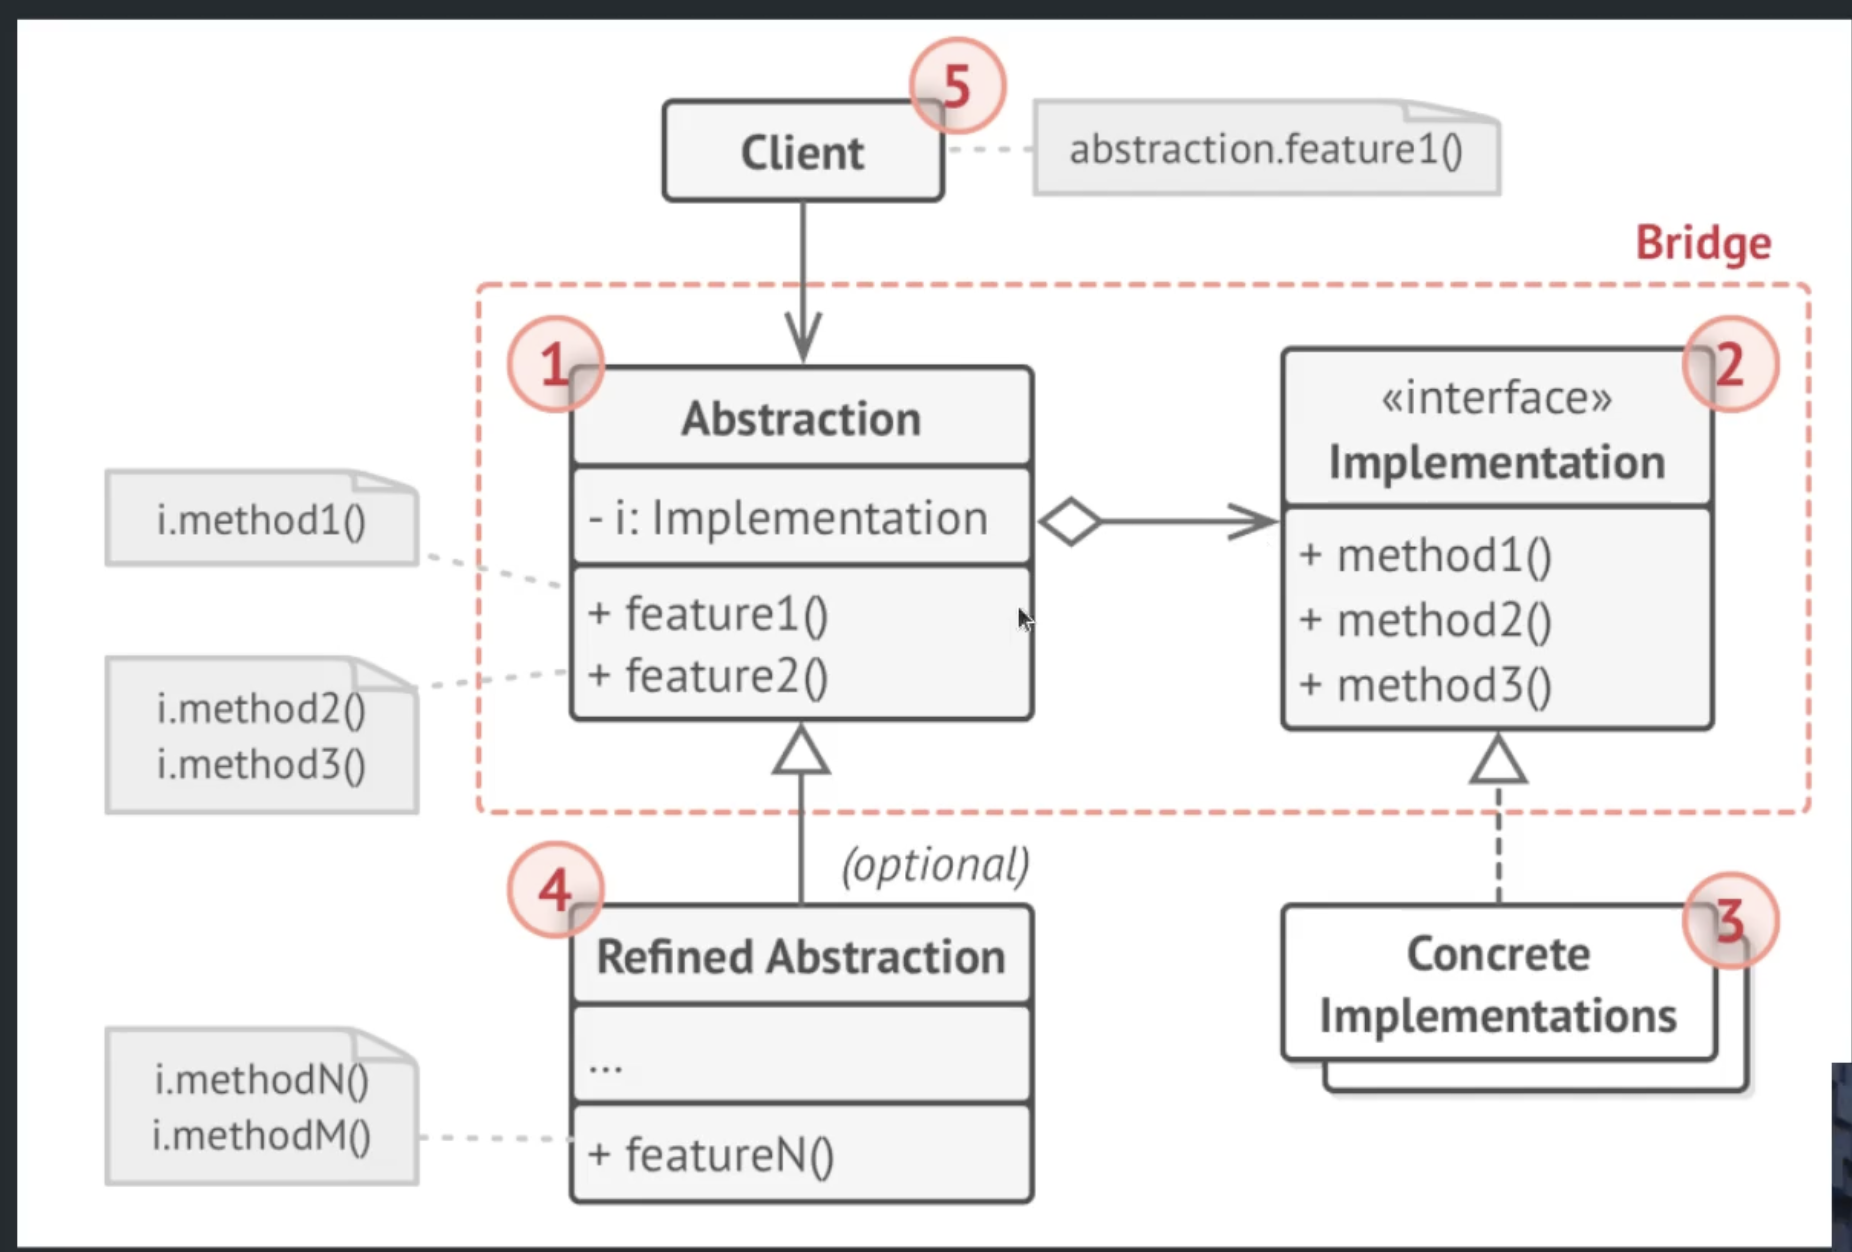 5
Client
abstraction.feature1()
Bridge
1
Abstraction
- i: Implementation
+ feature1()
+ feature2()
i.method1()
i.method2()
i.method3()
2
«interface»
Implementation
+ method1()
+ method2()
+ method3()
(optional)
4
Refined Abstraction
...
+ featureN()
i.methodN()
i.methodM()
3
Concrete
Implementations